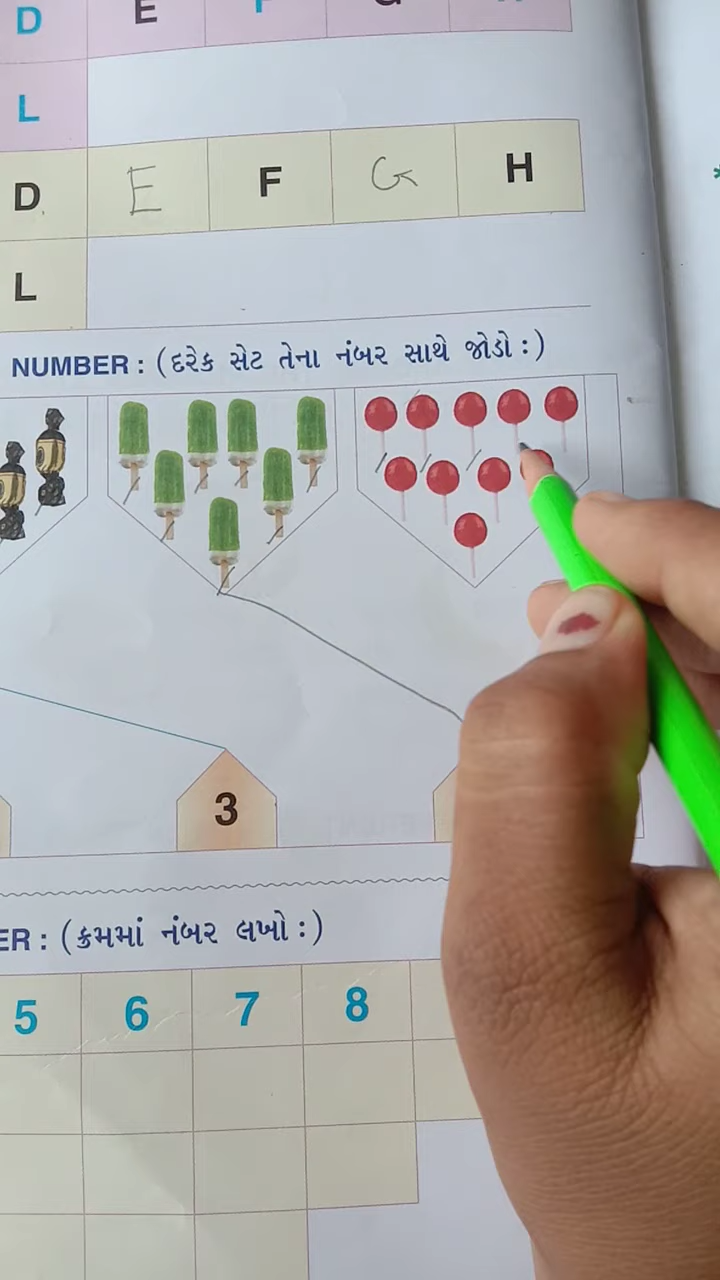 D E
L
D E F G H
L
NUMBER : (દરેક સેટ તેના નંબર સાથે જોડો :)
3
ER : (ક્રમમાં નંબર લખો :)
5 6 7 8